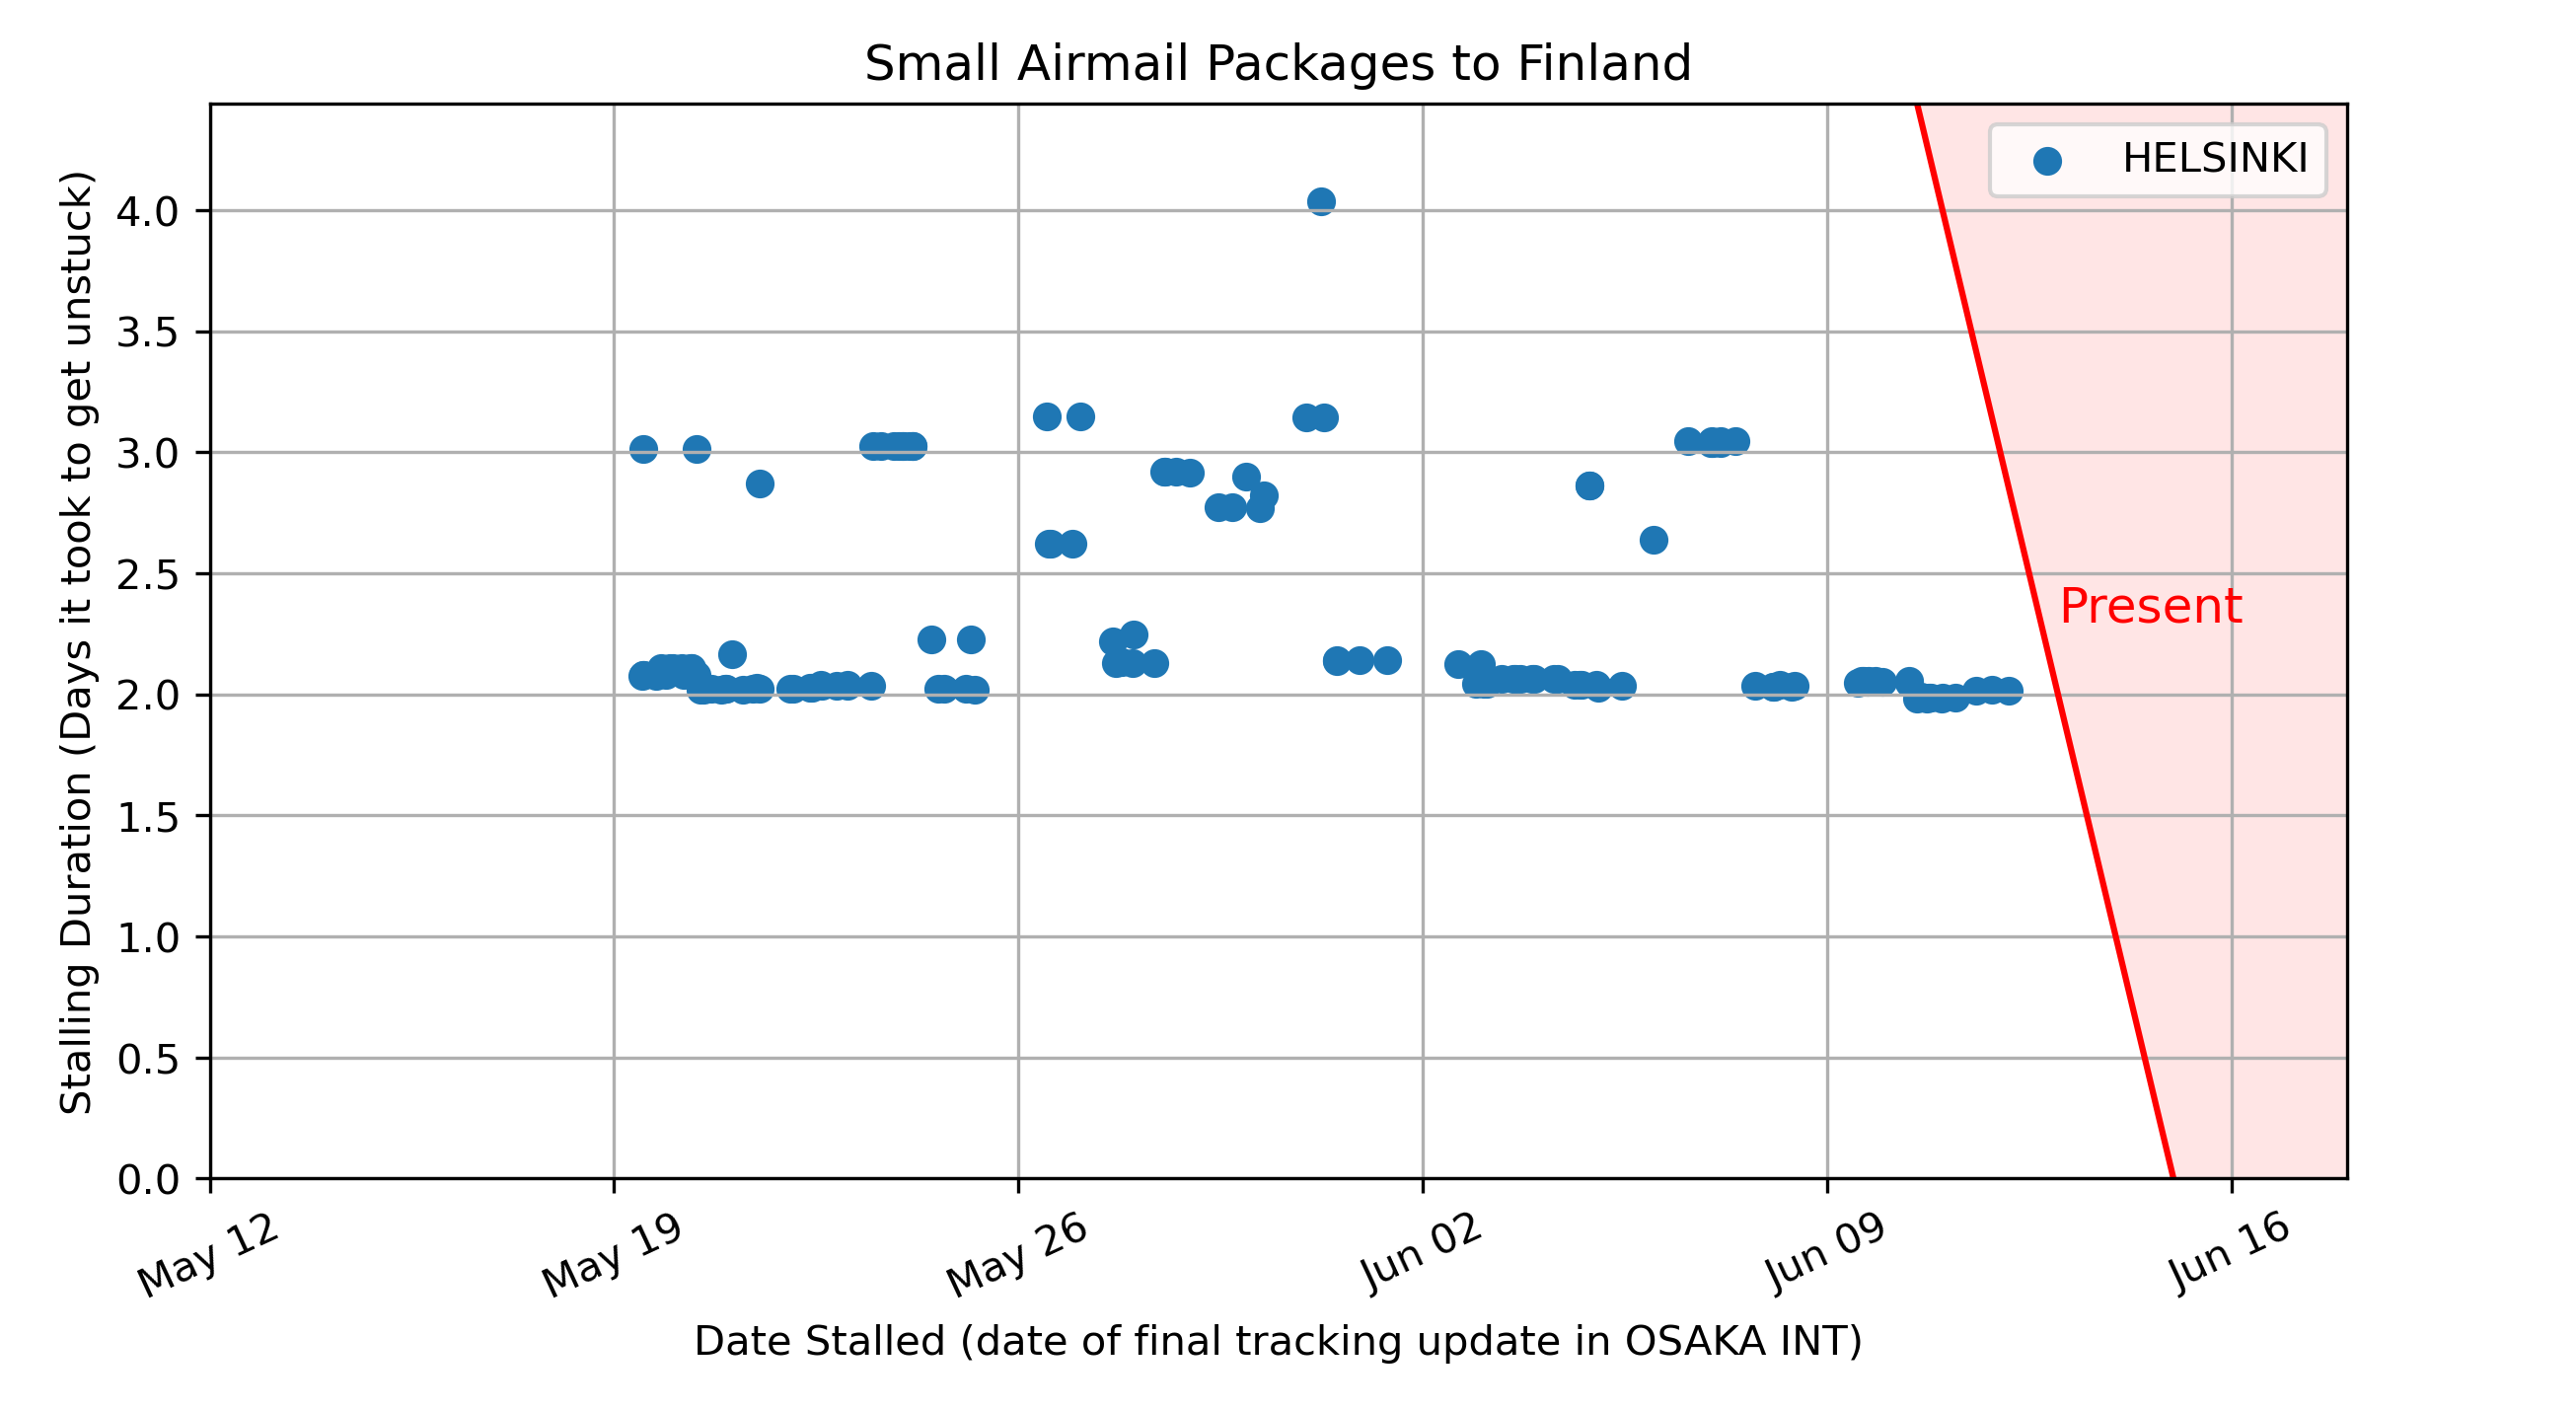 Small Airmail Packages to Finland
HELSINKI
Stalling Duration (Days it took to get unstuck)
4.0
3.5
3.0
2.5
2.0
1.5
1.0
0.5
0.0
Present
May 12
May 19
May 26
Jun 02
Jun 09
Jun 16
Date Stalled (date of final tracking update in OSAKA INT)